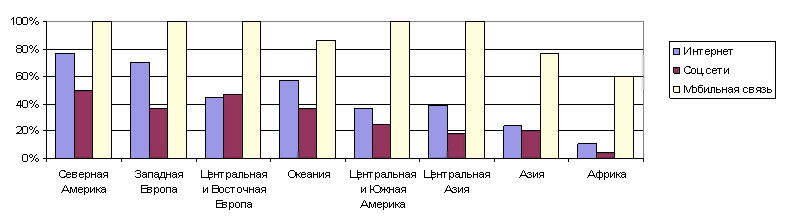 100%
80%
60%
40%
20%
0%
Северная
Америка
Западная
Европа
Центральная
и Восточная
Европа
Океания
Центральная
и Южная
Америка
Центральная
Азия
Азия
Африка
Интернет
Соц.сети
Мобильная связь